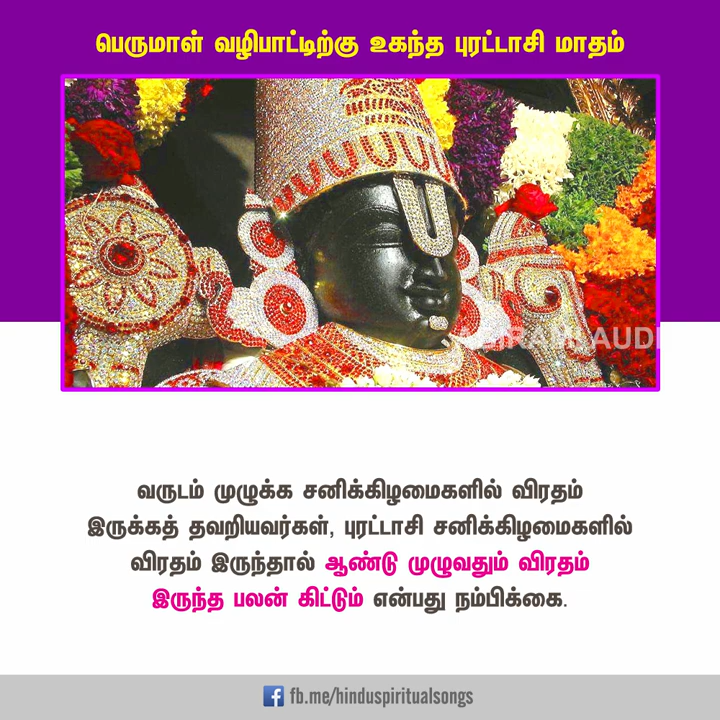 பெருமாள் வழிபாட்டிற்கு உகந்த புரட்டாசி மாதம்
வருடம் முழுக்க சனிக்கிழமைகளில் விரதம்
இருக்கத் தவறியவர்கள், புரட்டாசி சனிக்கிழமைகளில்
விரதம் இருந்தால் ஆண்டு முழுவதும் விரதம்
இருந்த பலன் கிட்டும் என்பது நம்பிக்கை.
fb.me/hinduspiritualsongs